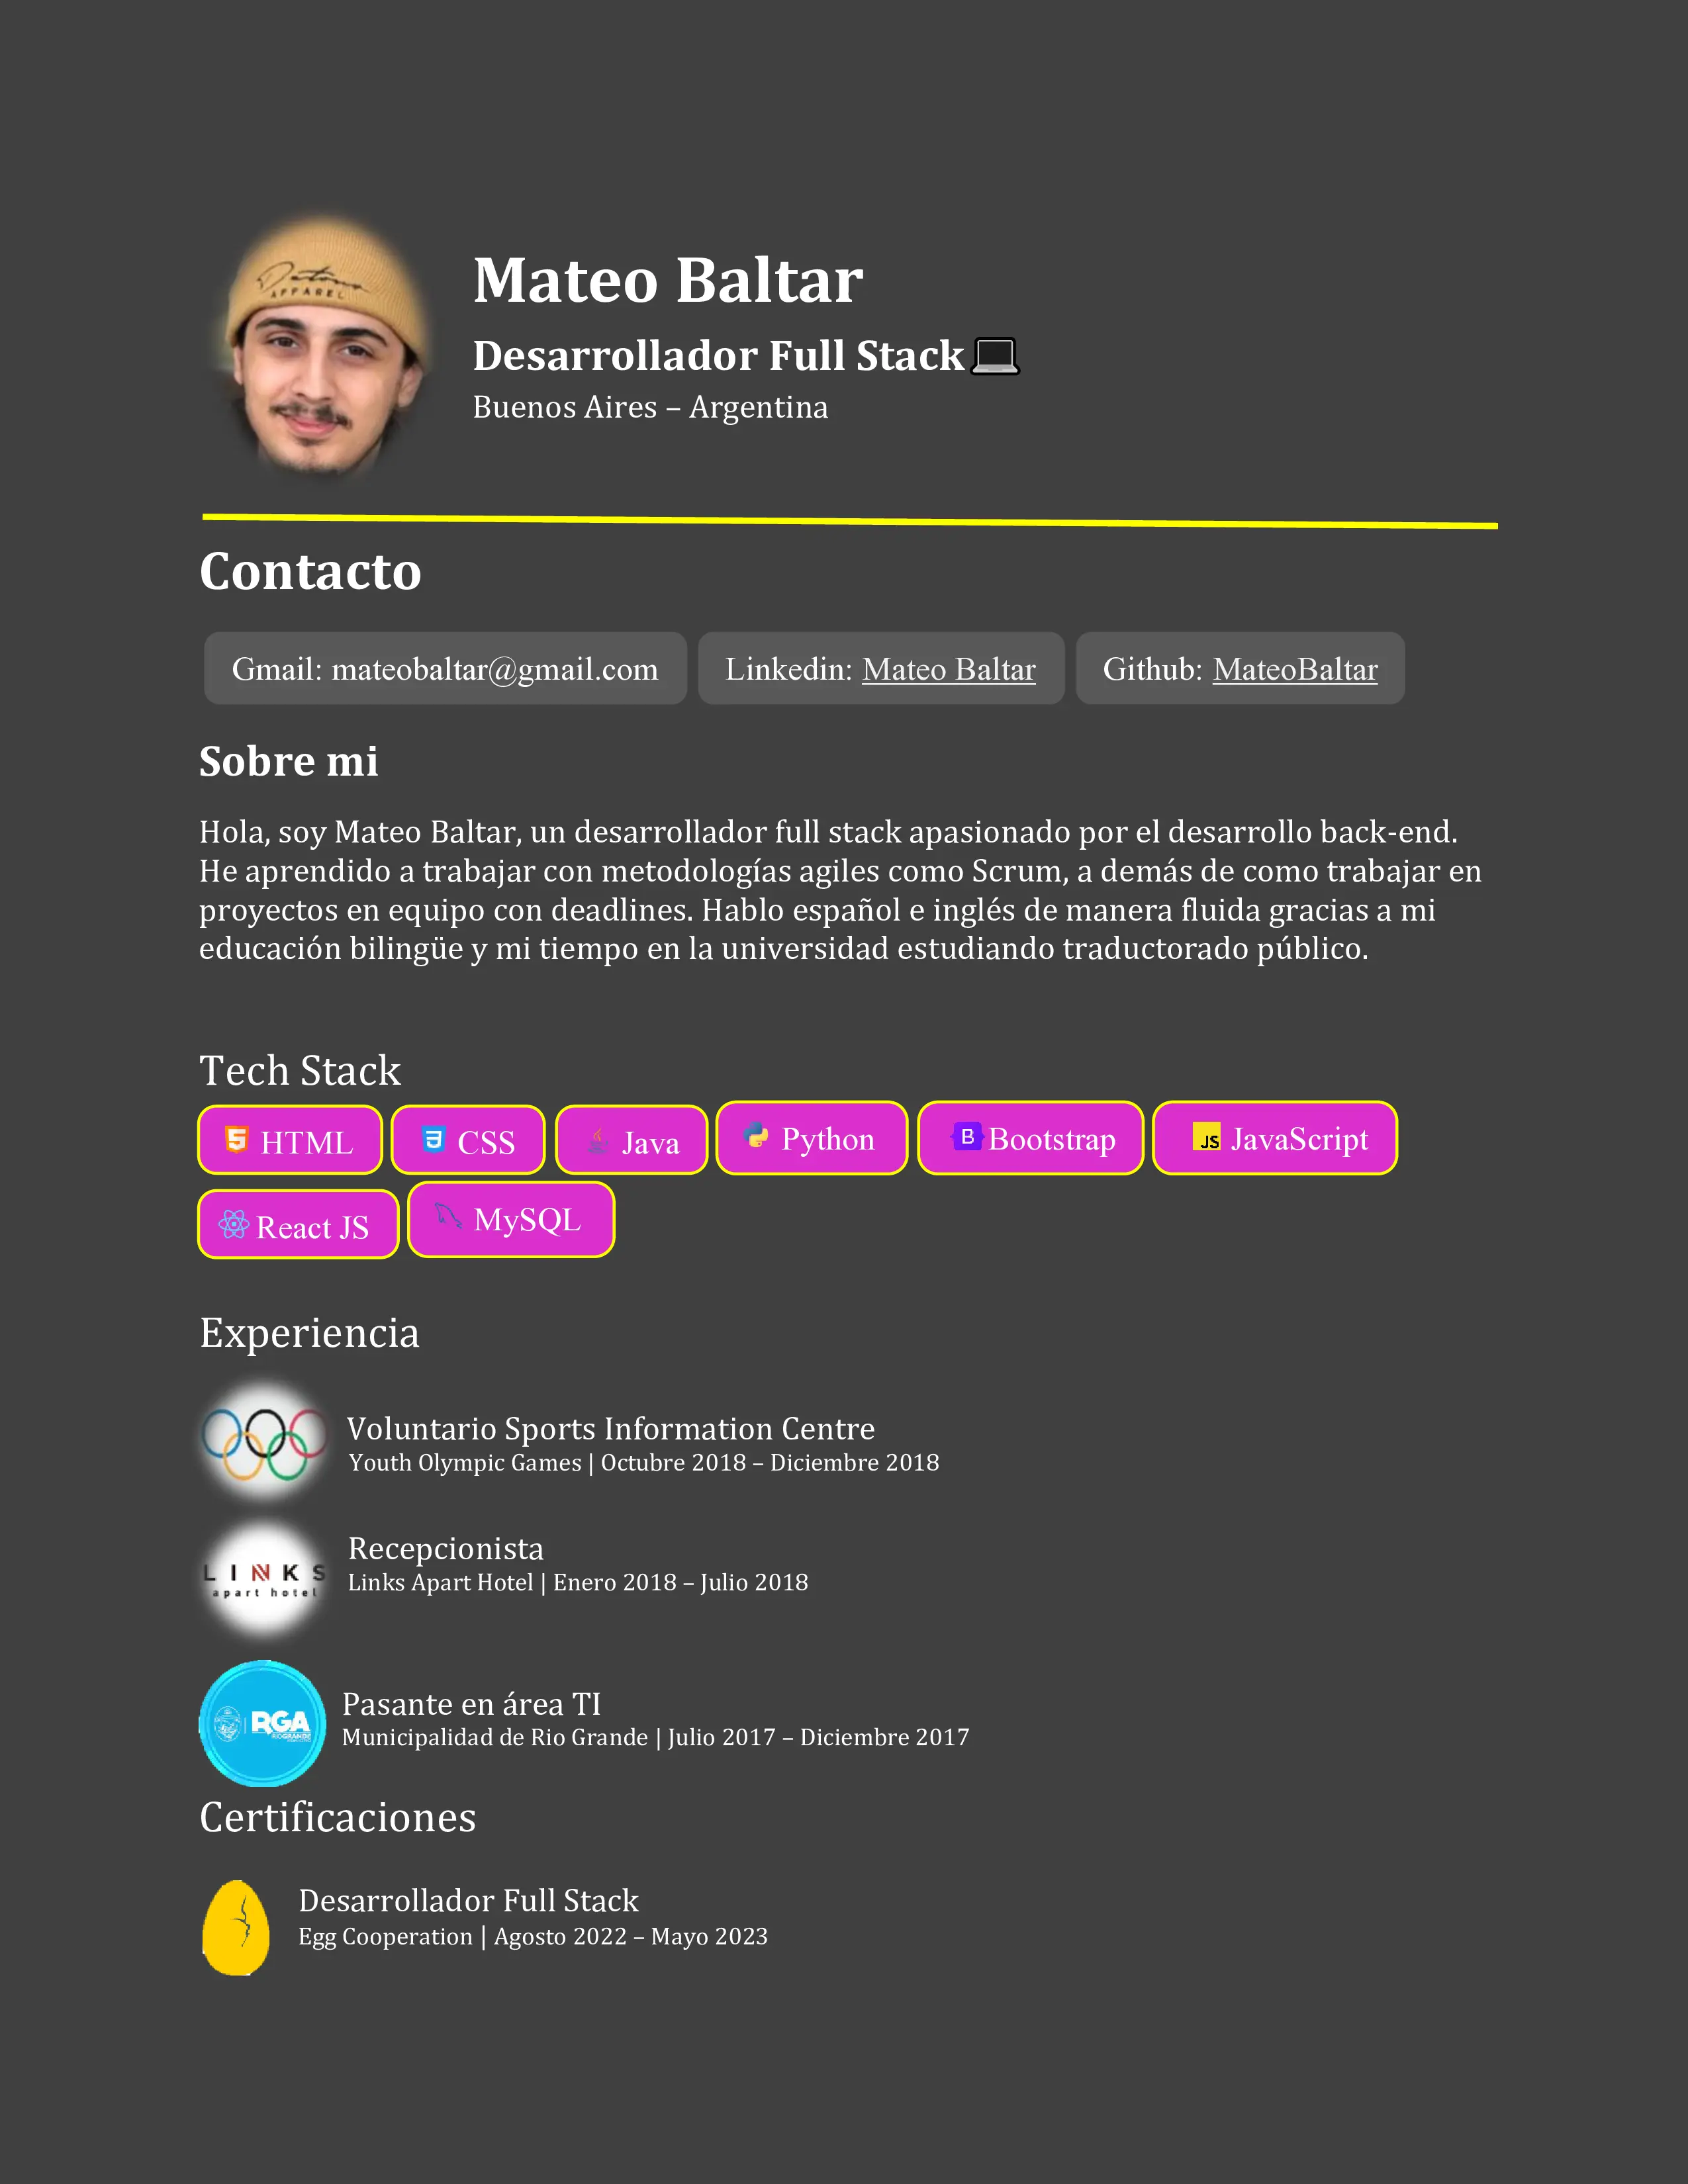 Mateo Baltar
Desarrollador Full Stack
Buenos Aires – Argentina
Contacto
Gmail: mateobaltar@gmail.com
Linkedin: Mateo Baltar
Github: MateoBaltar
Sobre mi
Hola, soy Mateo Baltar, un desarrollador full stack apasionado por el desarrollo back-end.
He aprendido a trabajar con metodologías agiles como Scrum, a demás de como trabajar en
proyectos en equipo con deadlines. Hablo español e inglés de manera fluida gracias a mi
educación bilingüe y mi tiempo en la universidad estudiando traductorado público.
Tech Stack
HTML
CSS
Java
Python
B Bootstrap
JS JavaScript
React JS
MySQL
Experiencia
Voluntario Sports Information Centre
Youth Olympic Games | Octubre 2018 – Diciembre 2018
LINKS
apart hotel
Recepcionista
Links Apart Hotel | Enero 2018 – Julio 2018
RGA
RIO GRANDE
Pasante en área TI
Municipalidad de Rio Grande | Julio 2017 – Diciembre 2017
Certificaciones
Desarrollador Full Stack
Egg Cooperation | Agosto 2022 – Mayo 2023